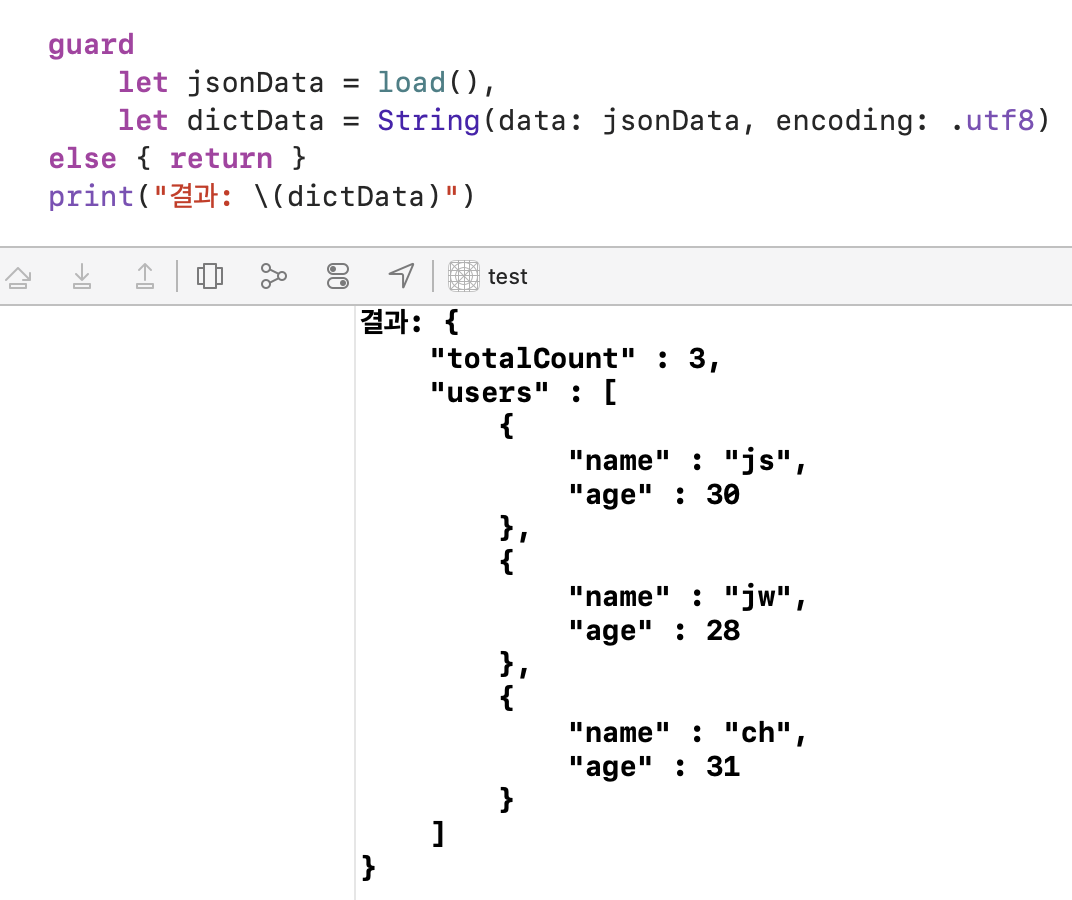 guard
    let jsonData = load(),
    let dictData = String(data: jsonData, encoding: .utf8)
else { return }
print("결과: \(dictData)")
test
결과: {
    "totalCount" : 3,
    "users" : [
        {
            "name" : "js",
            "age" : 30
        },
        {
            "name" : "jw",
            "age" : 28
        },
        {
            "name" : "ch",
            "age" : 31
        }
    ]
}